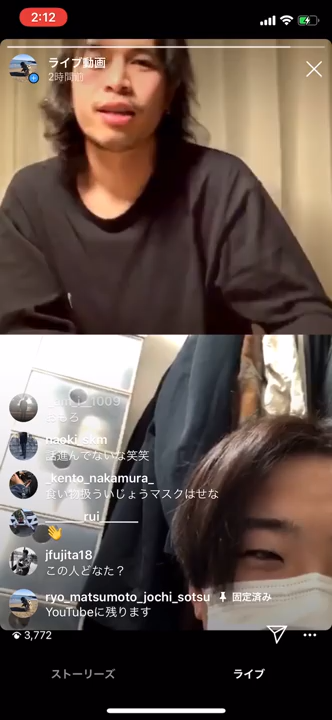 2:12
ライブ動画
2時間前
naoki_skm
話進んでないな笑笑
_kento_nakamura_
食い物扱ういじょうマスクはせな
__rui______
👋
jfujita18
この人どなた？
ryo_matsumoto_jochi_sotsu 固定済み
YouTubeに残ります
3,772
ストーリーズ
ライブ